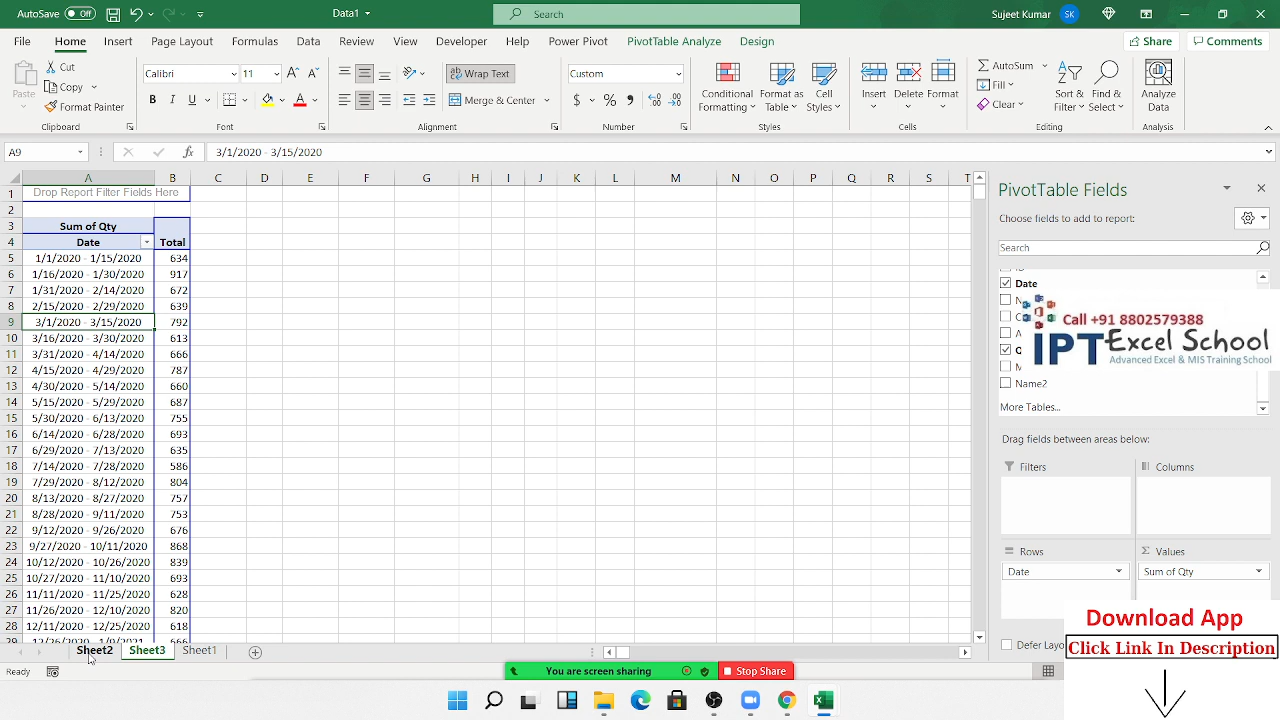 AutoSave Off Data1 Search Sujeet Kumar SK
File Home Insert Page Layout Formulas Data Review View Developer Help Power Pivot PivotTable Analyze Design Share Comments
Paste Cut Copy Format Painter
Calibri 11
Wrap Text Merge & Center
Custom
Conditional Formatting Format as Table Cell Styles
Insert Delete Format
AutoSum Fill Clear Sort & Filter Find & Select
Analyze Data
Clipboard Font Alignment Number Styles Cells Editing Analysis
A9 fx 3/1/2020 - 3/15/2020
A B C D E F G H I J K L M N O P Q R S T
1 Drop Report Filter Fields Here
2
3 Sum of Qty
4 Date Total
5 1/1/2020 - 1/15/2020 634
6 1/16/2020 - 1/30/2020 917
7 1/31/2020 - 2/14/2020 672
8 2/15/2020 - 2/29/2020 639
9 3/1/2020 - 3/15/2020 792
10 3/16/2020 - 3/30/2020 613
11 3/31/2020 - 4/14/2020 666
12 4/15/2020 - 4/29/2020 787
13 4/30/2020 - 5/14/2020 660
14 5/15/2020 - 5/29/2020 687
15 5/30/2020 - 6/13/2020 755
16 6/14/2020 - 6/28/2020 693
17 6/29/2020 - 7/13/2020 635
18 7/14/2020 - 7/28/2020 586
19 7/29/2020 - 8/12/2020 804
20 8/13/2020 - 8/27/2020 757
21 8/28/2020 - 9/11/2020 753
22 9/12/2020 - 9/26/2020 676
23 9/27/2020 - 10/11/2020 868
24 10/12/2020 - 10/26/2020 839
25 10/27/2020 - 11/10/2020 693
26 11/11/2020 - 11/25/2020 628
27 11/26/2020 - 12/10/2020 820
28 12/11/2020 - 12/25/2020 618
29 12/26/2020 - 1/9/2021 666
Sheet2 Sheet3 Sheet1
Ready
You are screen sharing Stop Share
PivotTable Fields
Choose fields to add to report:
Search
Date
Call +91 8802579388
IPT Excel School
Advanced Excel & MIS Training School
Name2
More Tables...
Drag fields between areas below:
Filters Columns
Rows Values
Date Sum of Qty
Defer Layo
Download App
Click Link In Description